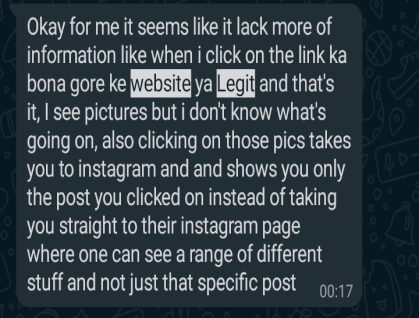 Okay for me it seems like it lack more of
information like when i click on the link ka
bona gore ke website ya Legit and that's
it, I see pictures but i don't know what's
going on, also clicking on those pics takes
you to instagram and and shows you only
the post you clicked on instead of taking
you straight to their instagram page
where one can see a range of different
stuff and not just that specific post 00:17